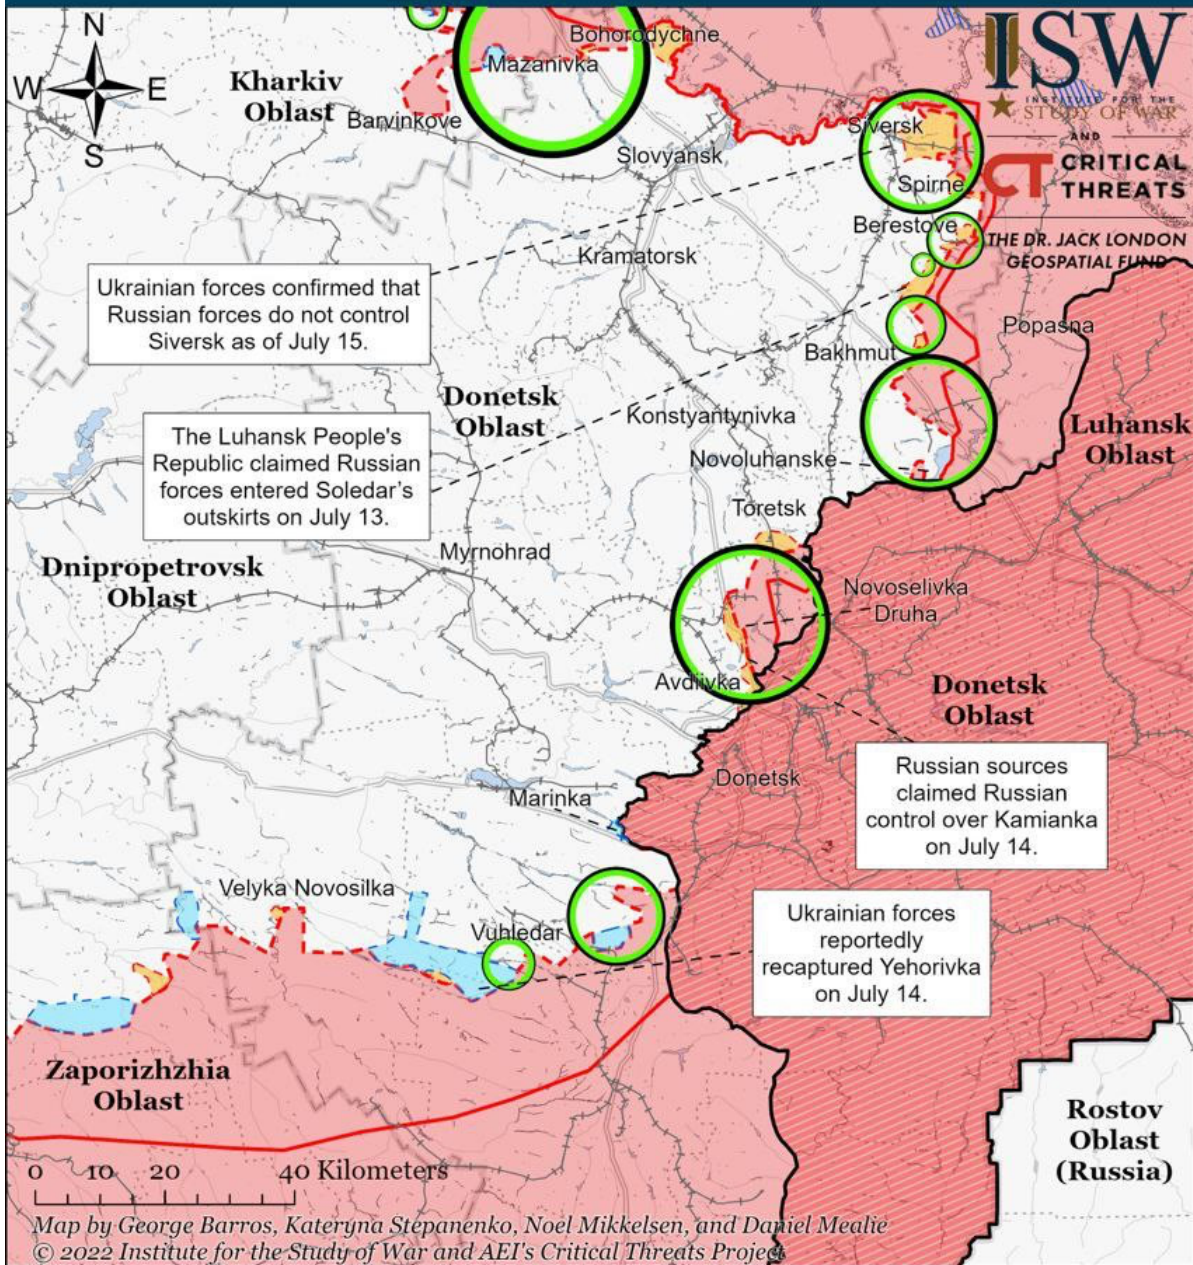 N
W E
S
ISW
INSTITUTE FOR THE
STUDY OF WAR
AND
CT CRITICAL
THREATS
THE DR. JACK LONDON
GEOSPATIAL FUND
Bohorodychne
Mazanivka
Kharkiv
Oblast
Barvinkove
Slovyansk
Siversk
Spirne
Berestove
Kramatorsk
Ukrainian forces confirmed that
Russian forces do not control
Siversk as of July 15.
Popasna
Bakhmut
Donetsk
Oblast
Konstyantynivka
Luhansk
Oblast
The Luhansk People's
Republic claimed Russian
forces entered Soledar's
outskirts on July 13.
Novoluhanske
Toretsk
Myrnohrad
Dnipropetrovsk
Oblast
Novoselivka
Druha
Avdiivka
Donetsk
Oblast
Donetsk
Marinka
Russian sources
claimed Russian
control over Kamianka
on July 14.
Velyka Novosilka
Vuhledar
Ukrainian forces
reportedly
recaptured Yehorivka
on July 14.
Zaporizhzhia
Oblast
Rostov
Oblast
(Russia)
0 10 20 40 Kilometers
Map by George Barros, Kateryna Stepanenko, Noel Mikkelsen, and Daniel Mealie
© 2022 Institute for the Study of War and AEI's Critical Threats Project